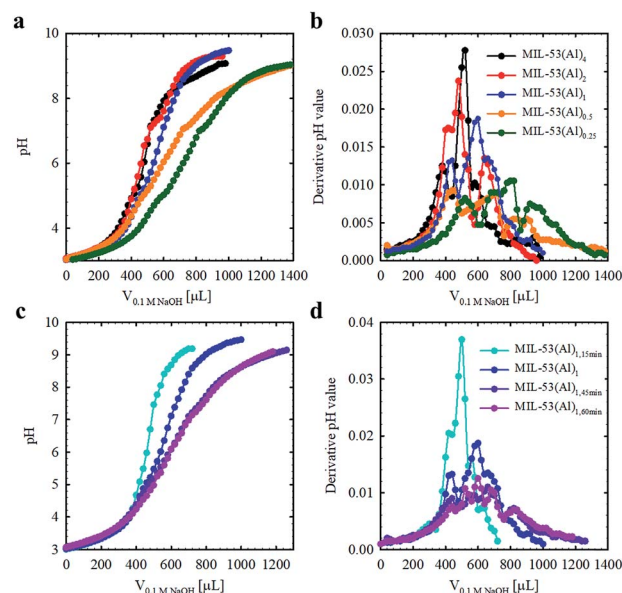 a
b
10
9
8
7
6
5
4
3
pH
0 200 400 600 800 1000 1200 1400
V0.1 M NaOH [µL]
0.030
0.025
0.020
0.015
0.010
0.005
0.000
Derivative pH value
MIL-53(Al)4
MIL-53(Al)2
MIL-53(Al)1
MIL-53(Al)0.5
MIL-53(Al)0.25
0 200 400 600 800 1000 1200 1400
V0.1 M NaOH [µL]
c
d
11
10
9
8
7
6
5
4
3
pH
0 200 400 600 800 1000 1200
V0.1 M NaOH [µL]
0.04
0.03
0.02
0.01
0.00
Derivative pH value
MIL-53(Al)1,15min
MIL-53(Al)1
MIL-53(Al)1,45min
MIL-53(Al)1,60min
0 200 400 600 800 1000 1200
V0.1 M NaOH [µL]